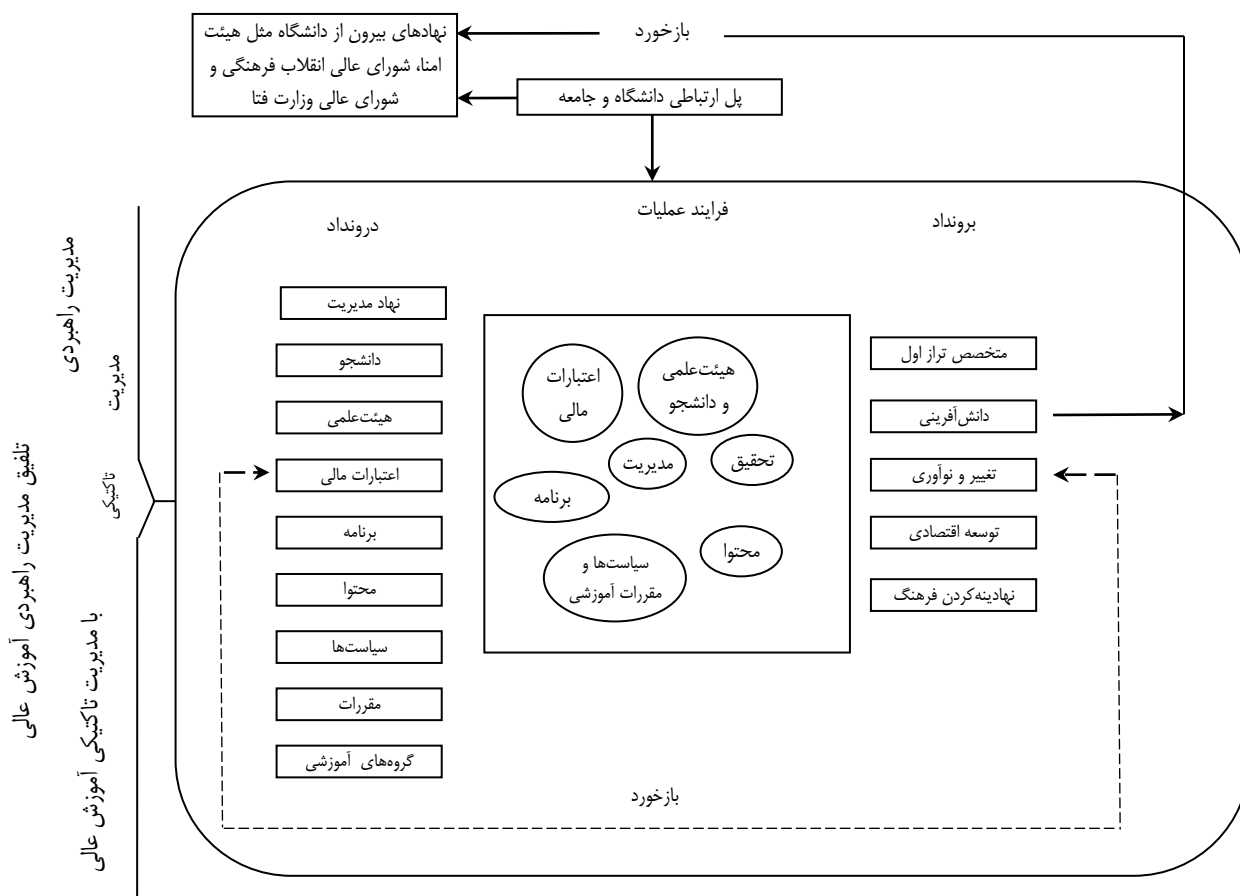 نهادهای بیرون از دانشگاه مثل هیئت
امنا، شورای عالی انقلاب فرهنگی و
شورای عالی وزارت فتا
بازخورد
پل ارتباطی دانشگاه و جامعه
فرایند عملیات
برونداد
درونداد
متخصص تراز اول
دانش‌آفرینی
تغییر و نوآوری
توسعه اقتصادی
نهادینه‌کردن فرهنگ
هیئت‌علمی
و دانشجو
اعتبارات
مالی
تحقیق
مدیریت
برنامه
محتوا
سیاست‌ها و
مقررات آموزشی
نهاد مدیریت
دانشجو
هیئت‌علمی
اعتبارات مالی
برنامه
محتوا
سیاست‌ها
مقررات
گروه‌های آموزشی
بازخورد
مدیریت راهبردی
مدیریت
تاکتیکی
تلفیق مدیریت راهبردی آموزش عالی
با مدیریت تاکتیکی آموزش عالی